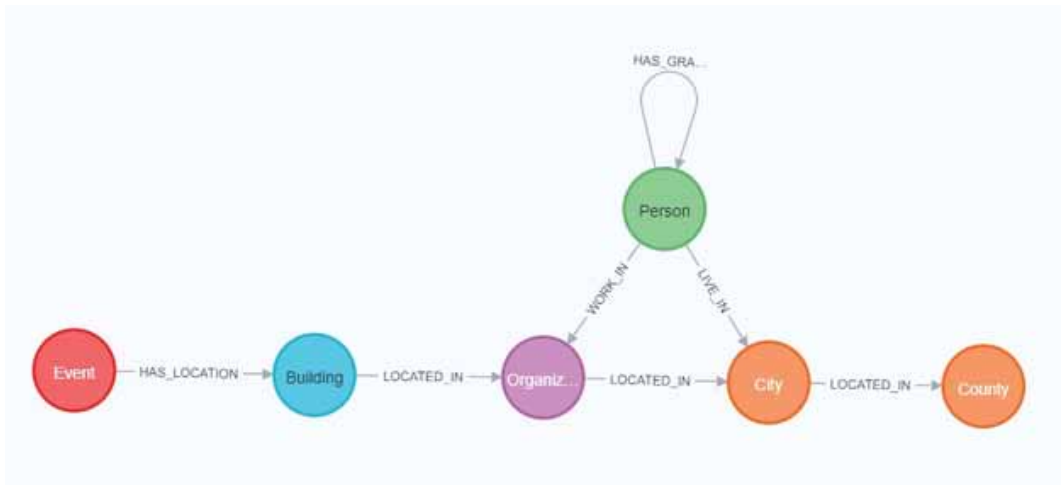 HAS_GRA...
Person
WORK_IN
LIVE_IN
Event
HAS_LOCATION
Building
LOCATED_IN
Organiz...
LOCATED_IN
City
LOCATED_IN
County